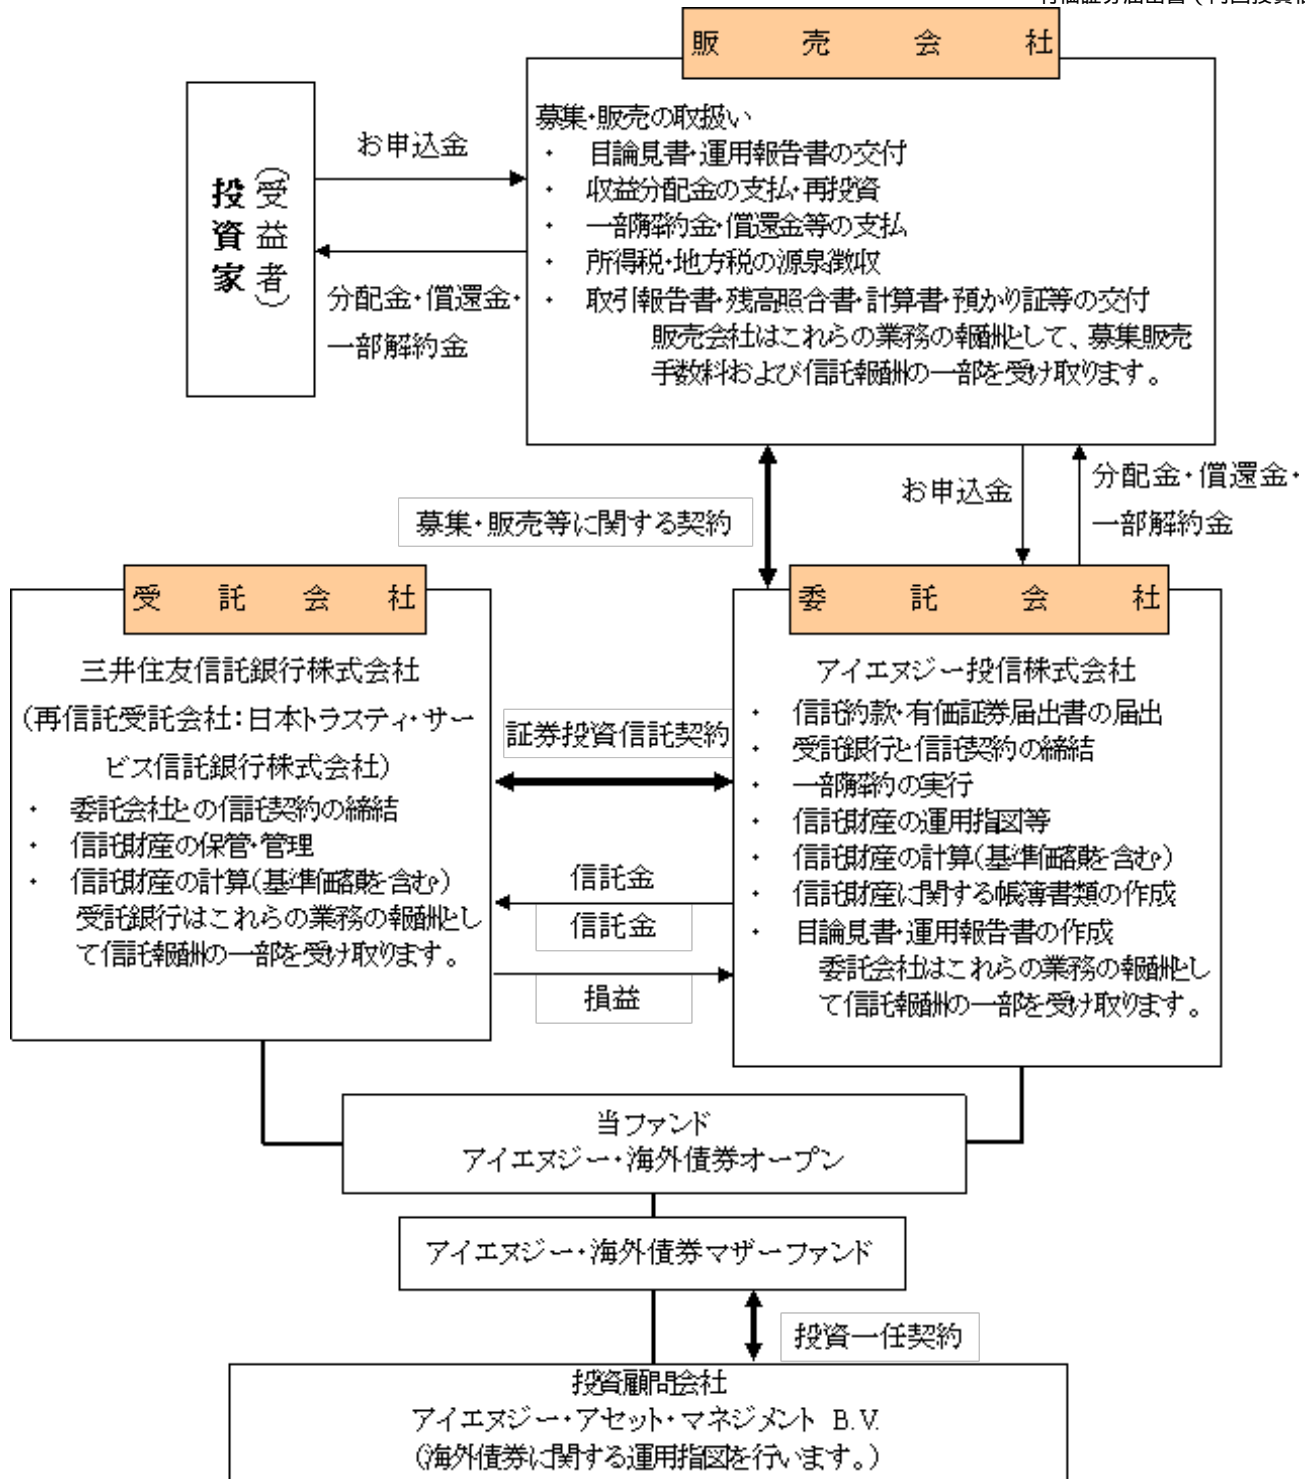 販売会社
募集・販売の取扱い
・ 目論見書・運用報告書の交付
・ 収益分配金の支払・再投資
・ 一部解約金・償還金等の支払
・ 所得税・地方税の源泉徴収
・ 取引報告書・残高照合書・計算書・預かり証等の交付
販売会社はこれらの業務の報酬として、募集販売
手数料および信託報酬の一部を受け取ります。
投資家
(受益者)
お申込金
分配金・償還金・
一部解約金
募集・販売等に関する契約
お申込金
分配金・償還金・
一部解約金
受託会社
三井住友信託銀行株式会社
(再信託受託会社:日本トラスティ・サー
ビス信託銀行株式会社)
・ 委託会社との信託契約の締結
・ 信託財産の保管・管理
・ 信託財産の計算(基準価額を含む)
受託銀行はこれらの業務の報酬とし
て信託報酬の一部を受け取ります。
証券投資信託契約
信託金
信託金
損益
委託会社
アイエヌジー投信株式会社
・ 信託約款・有価証券届出書の届出
・ 受託銀行と信託契約の締結
・ 一部解約の実行
・ 信託財産の運用指図等
・ 信託財産の計算(基準価額を含む)
・ 信託財産に関する帳簿書類の作成
・ 目論見書・運用報告書の作成
委託会社はこれらの業務の報酬とし
て信託報酬の一部を受け取ります。
当ファンド
アイエヌジー・海外債券オープン
アイエヌジー・海外債券マザーファンド
投資一任契約
投資顧問会社
アイエヌジー・アセット・マネジメント B.V.
(海外債券に関する運用指図を行います。)